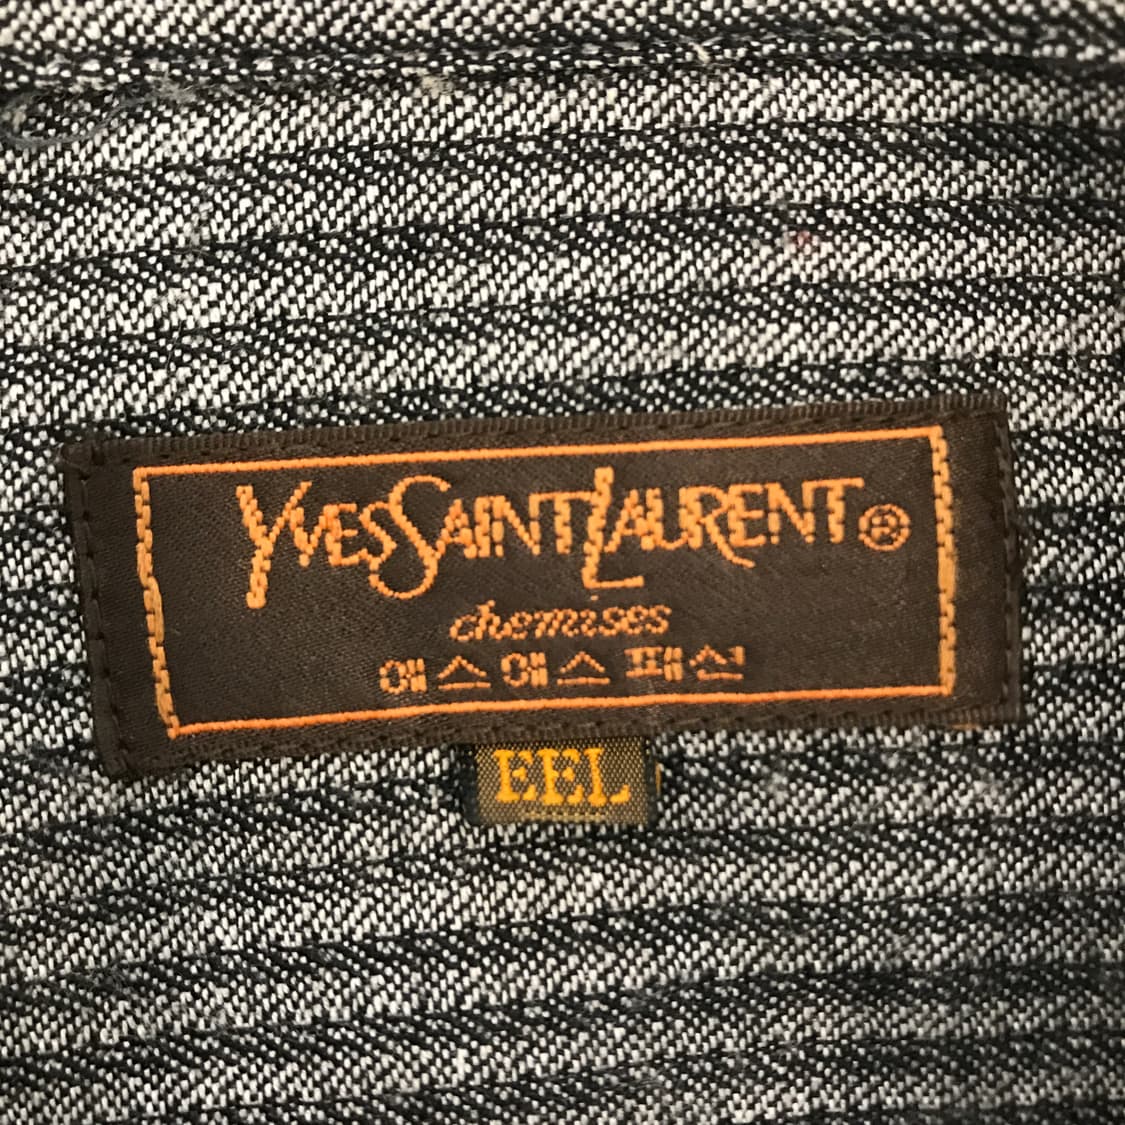 YVESSAINTLAURENT®
chemises
에스에스 패션
EEL